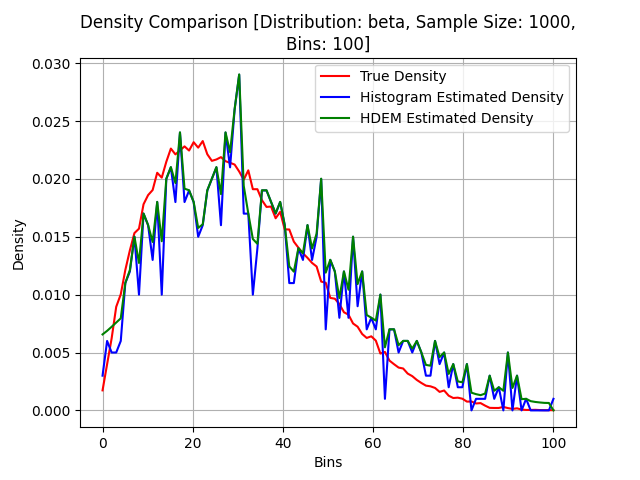 Density Comparison [Distribution: beta, Sample Size: 1000,
Bins: 100]
True Density
Histogram Estimated Density
HDEM Estimated Density
Density
0.030
0.025
0.020
0.015
0.010
0.005
0.000
0 20 40 60 80 100
Bins